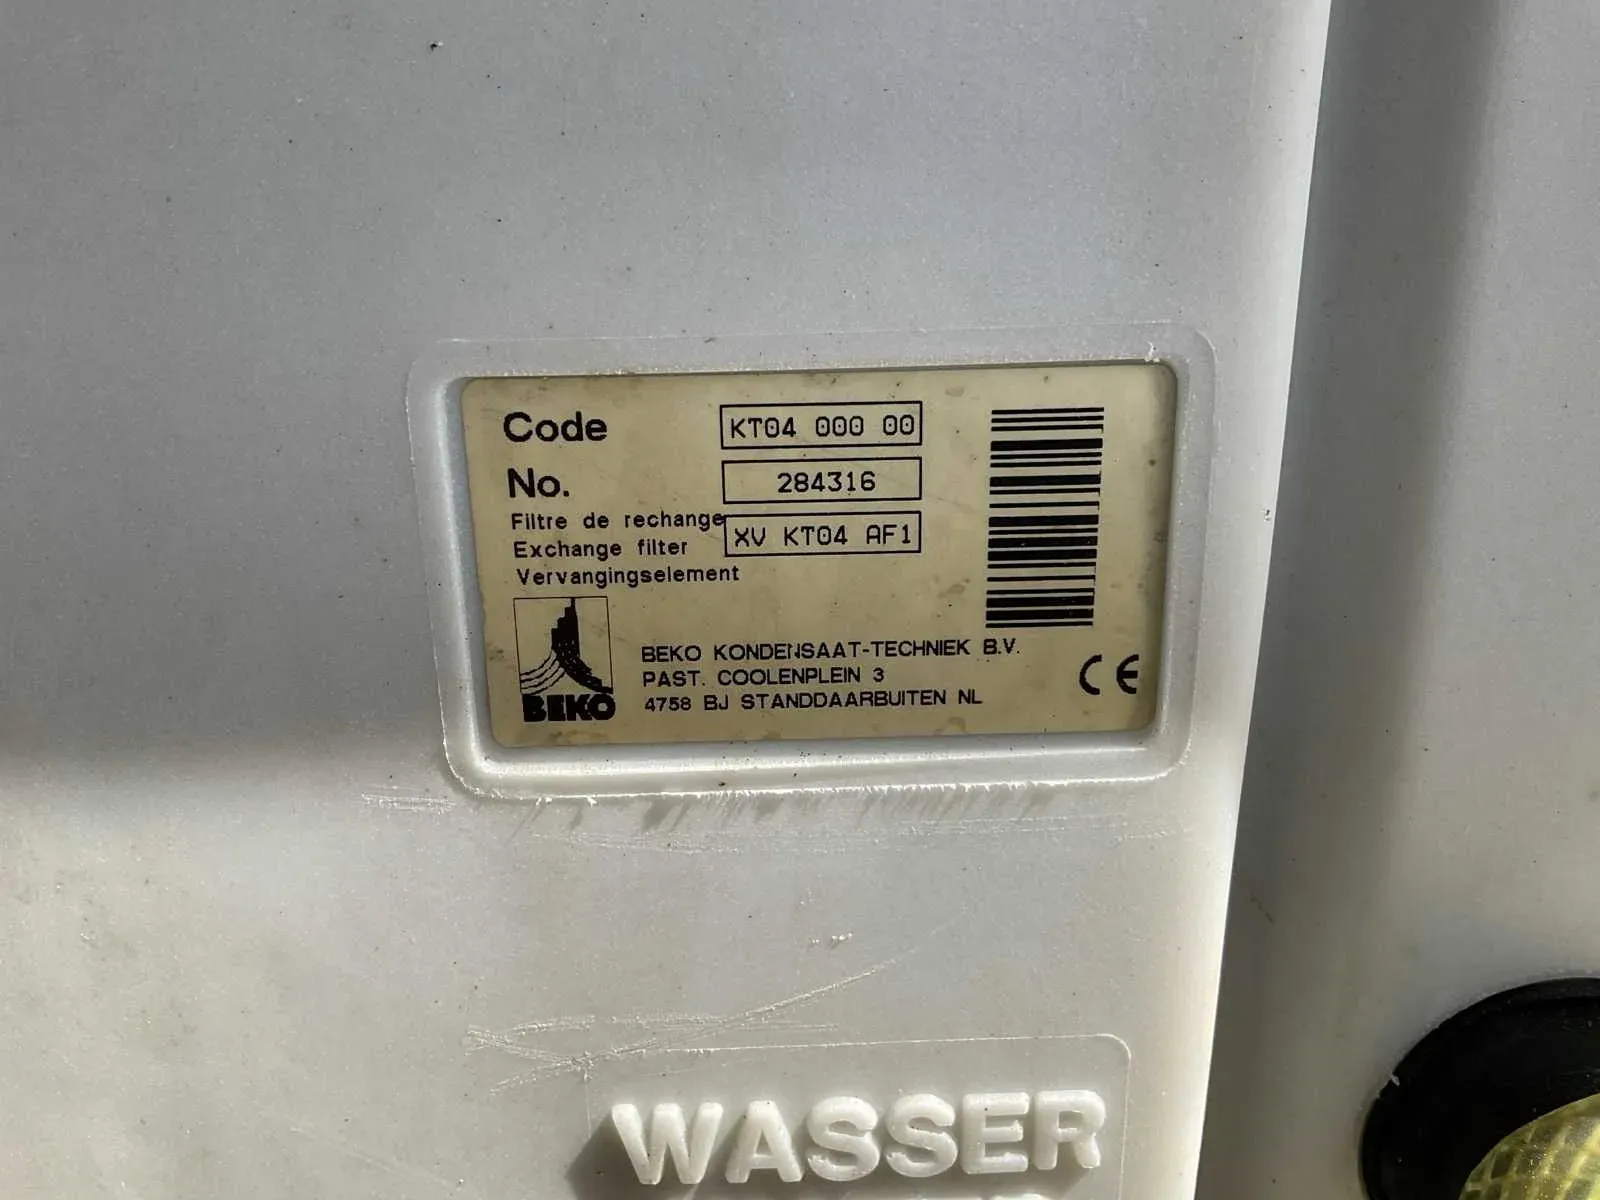 Code KT04 000 00
No. 284316
Filtre de rechange XV KT04 AF1
Exchange filter
Vervangingselement
BEKO
BEKO KONDENSAAT-TECHNIEK B.V.
PAST. COOLENPLEIN 3
4758 BJ STANDDAARBUITEN NL
CE
WASSER